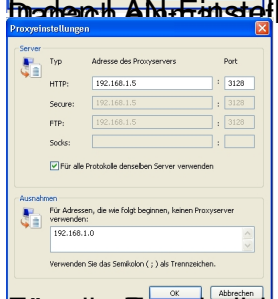 Proxyeinstellungen
Server
Typ Adresse des Proxyservers Port
HTTP: 192.168.1.5 : 3128
Secure: 192.168.1.5 : 3128
FTP: 192.168.1.5 : 3128
Socks: :
Für alle Protokolle denselben Server verwenden
Ausnahmen
Für Adressen, die wie folgt beginnen, keinen Proxyserver
verwenden:
192.168.1.0
Verwenden Sie das Semikolon ( ; ) als Trennzeichen.
OK Abbrechen